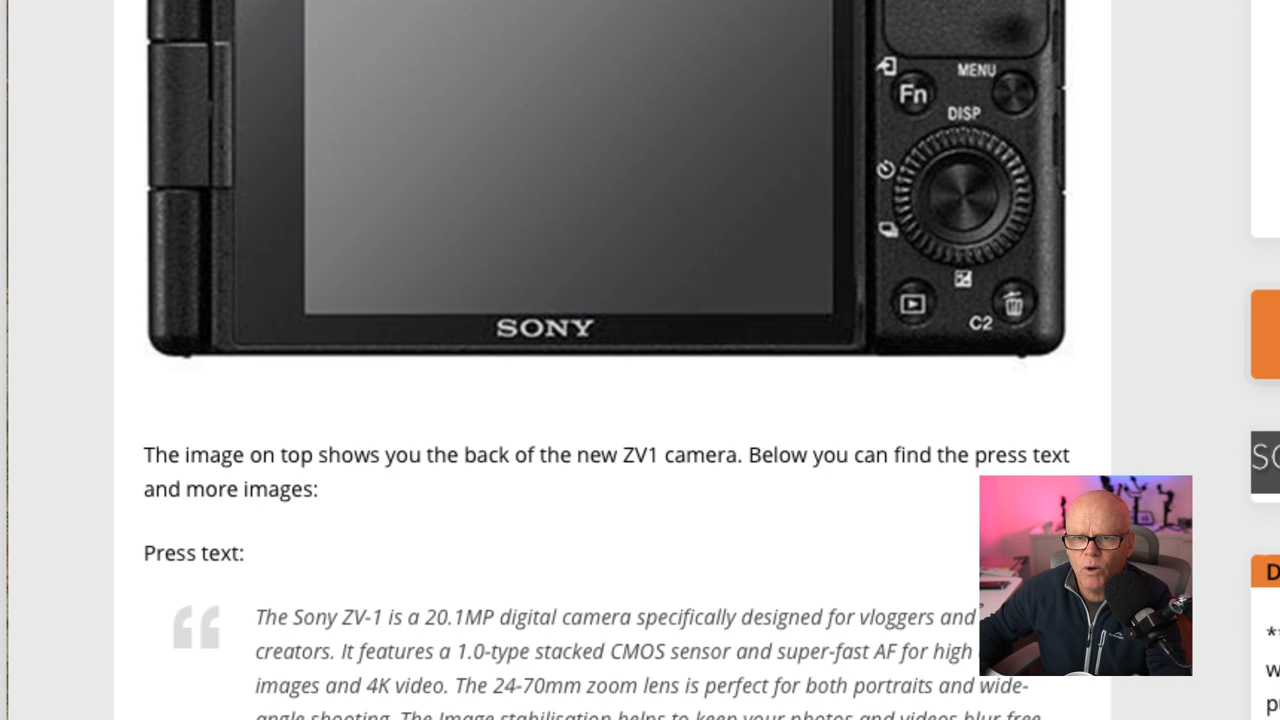 MENU
Fn
DISP
C2
SONY
The image on top shows you the back of the new ZV1 camera. Below you can find the press text
and more images:
Press text:
The Sony ZV-1 is a 20.1MP digital camera specifically designed for vloggers and
creators. It features a 1.0-type stacked CMOS sensor and super-fast AF for high
images and 4K video. The 24-70mm zoom lens is perfect for both portraits and wide-
angle shooting. The Image stabilisation helps to keep your photos and videos blur free